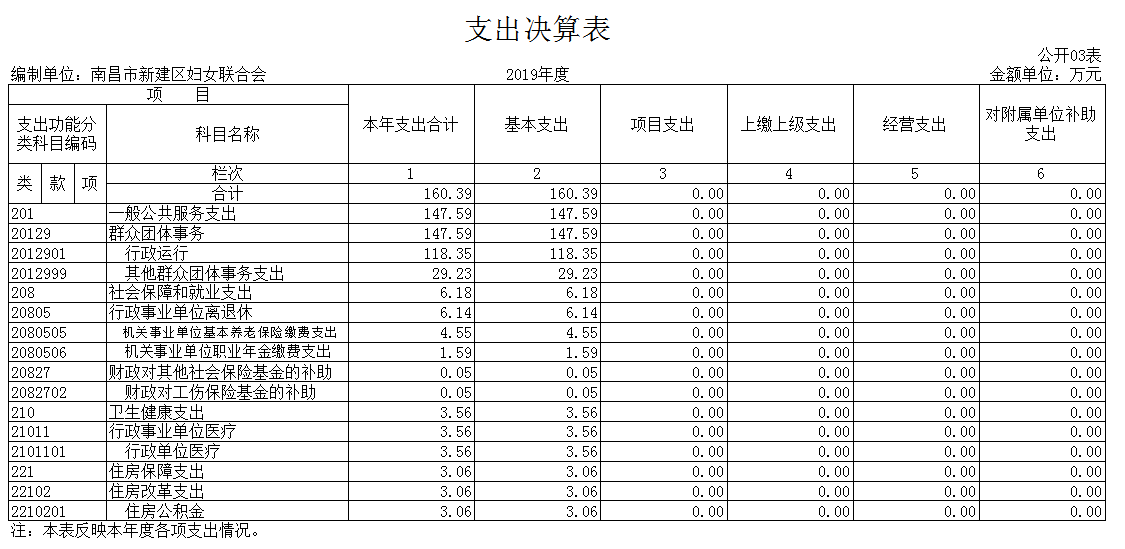 支出决算表
公开03表
编制单位：南昌市新建区妇女联合会 2019年度 金额单位：万元
项 目 本年支出合计 基本支出 项目支出 上缴上级支出 经营支出 对附属单位补助支出
支出功能分类科目编码 科目名称
类 款 项 栏次 1 2 3 4 5 6
合计 160.39 160.39 0.00 0.00 0.00 0.00
201 一般公共服务支出 147.59 147.59 0.00 0.00 0.00 0.00
20129 群众团体事务 147.59 147.59 0.00 0.00 0.00 0.00
2012901 行政运行 118.35 118.35 0.00 0.00 0.00 0.00
2012999 其他群众团体事务支出 29.23 29.23 0.00 0.00 0.00 0.00
208 社会保障和就业支出 6.18 6.18 0.00 0.00 0.00 0.00
20805 行政事业单位离退休 6.14 6.14 0.00 0.00 0.00 0.00
2080505 机关事业单位基本养老保险缴费支出 4.55 4.55 0.00 0.00 0.00 0.00
2080506 机关事业单位职业年金缴费支出 1.59 1.59 0.00 0.00 0.00 0.00
20827 财政对其他社会保险基金的补助 0.05 0.05 0.00 0.00 0.00 0.00
2082702 财政对工伤保险基金的补助 0.05 0.05 0.00 0.00 0.00 0.00
210 卫生健康支出 3.56 3.56 0.00 0.00 0.00 0.00
21011 行政事业单位医疗 3.56 3.56 0.00 0.00 0.00 0.00
2101101 行政单位医疗 3.56 3.56 0.00 0.00 0.00 0.00
221 住房保障支出 3.06 3.06 0.00 0.00 0.00 0.00
22102 住房改革支出 3.06 3.06 0.00 0.00 0.00 0.00
2210201 住房公积金 3.06 3.06 0.00 0.00 0.00 0.00
注：本表反映本年度各项支出情况。